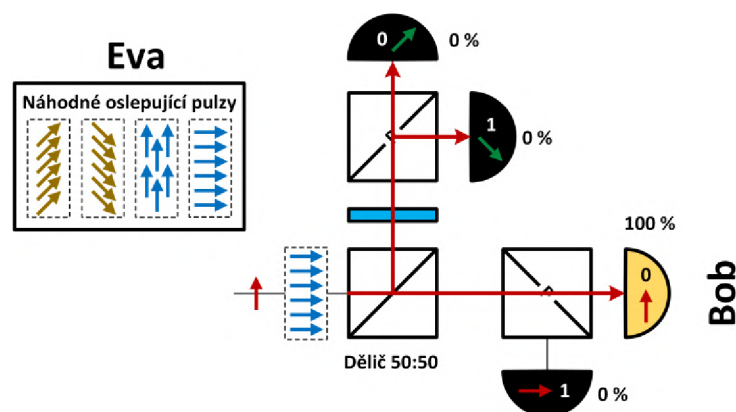 Eva
Náhodné oslepující pulzy
0
0 %
1
0 %
100 %
0
Bob
Dělič 50:50
1
0 %